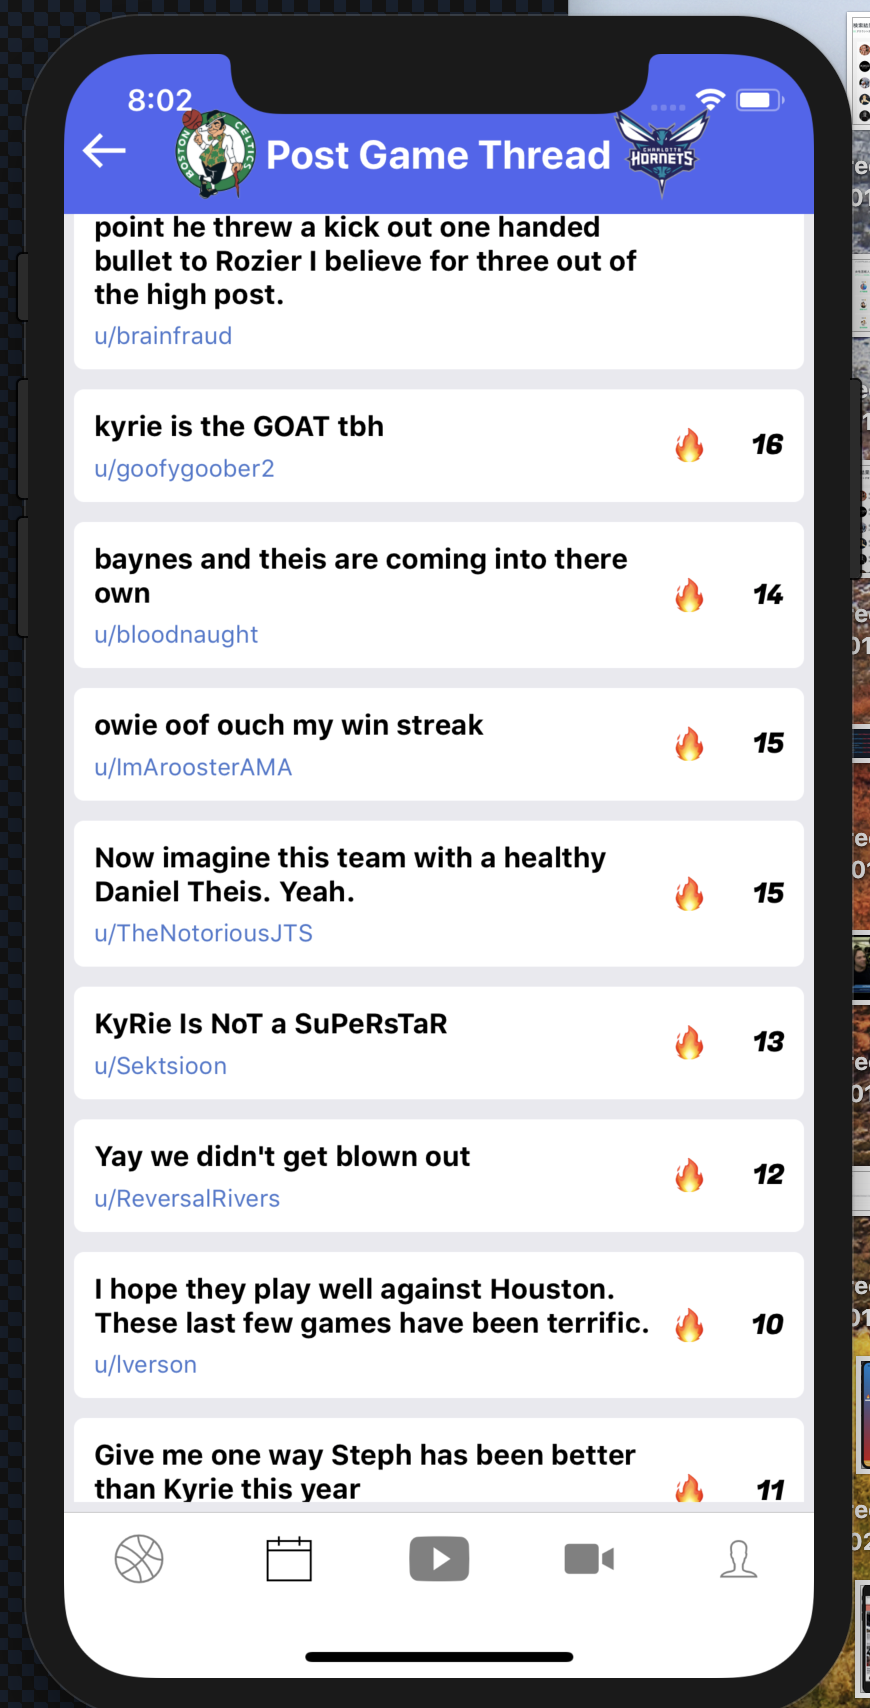 8:02
BOSTON CELTICS
Post Game Thread
CHARLOTTE
HORNETS
point he threw a kick out one handed
bullet to Rozier I believe for three out of
the high post.
u/brainfraud
kyrie is the GOAT tbh
16
u/goofygoober2
baynes and theis are coming into there
own
14
u/bloodnaught
owie oof ouch my win streak
15
u/ImAroosterAMA
Now imagine this team with a healthy
Daniel Theis. Yeah.
15
u/TheNotoriousJTS
KyRie Is NoT a SuPeRsTaR
13
u/Sektsioon
Yay we didn't get blown out
12
u/ReversalRivers
I hope they play well against Houston.
These last few games have been terrific.
10
u/Iverson
Give me one way Steph has been better
than Kyrie this year
11